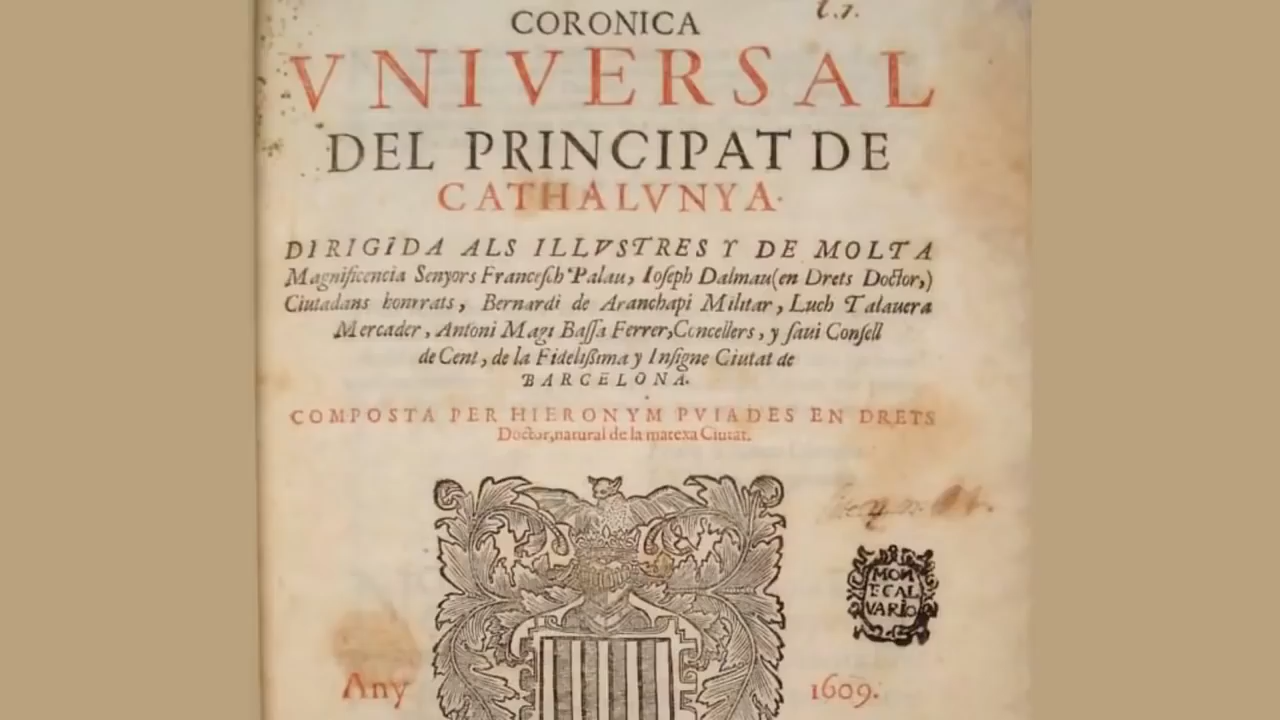 CORONICA
VNIVERSAL
DEL PRINCIPAT DE
CATHALVNYA.
DIRIGIDA ALS ILLVSTRES Y DE MOLTA
Magnificencia Senyors Francesch Palau, Ioseph Dalmau (en Drets Doctor,)
Ciutadans honrrats, Bernardi de Aranchapi Militar, Luch Talauera
Mercader, Antoni Magi Baſſa Ferrer, Concellers, y ſaui Conſell
de Cent, de la Fidelißima y Inſigne Ciutat de
BARCELONA.
COMPOSTA PER HIERONYM PVIADES EN DRETS
Doctor, natural de la matexa Ciutat.
MON
TECAL
VARIO
Any 1609.